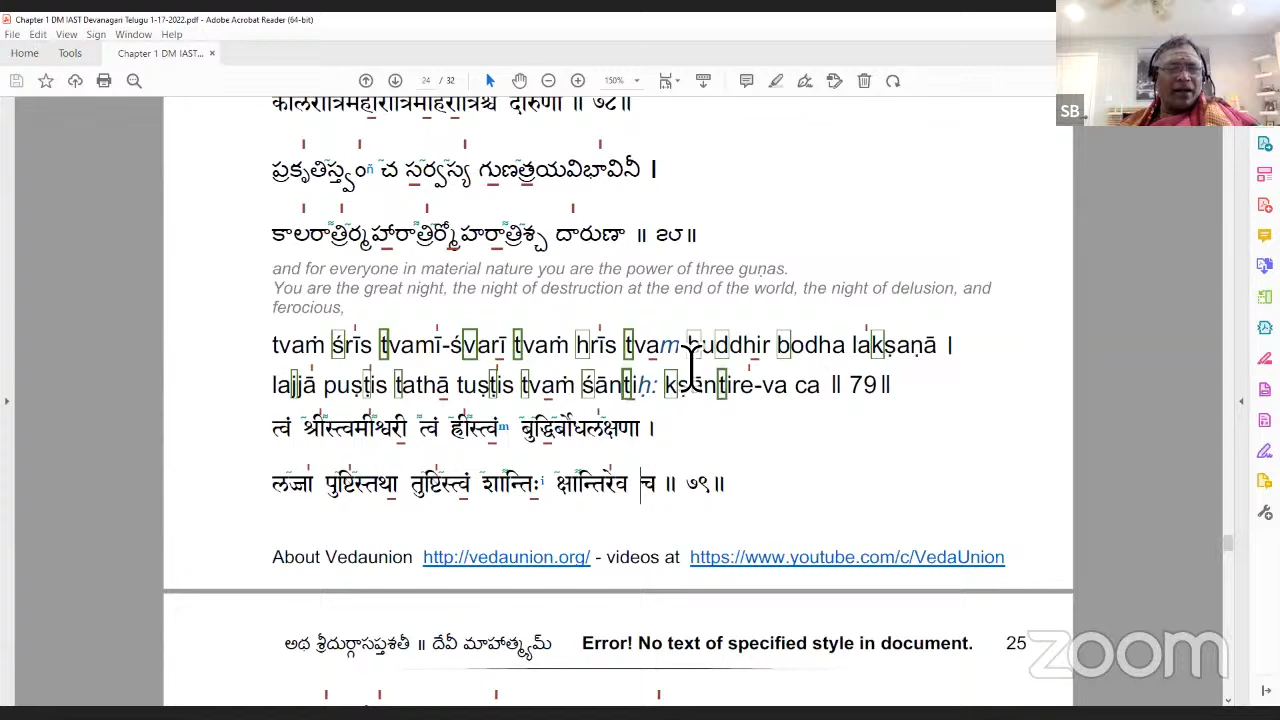 Chapter 1 DM IAST Devanagari Telugu 1-17-2022.pdf - Adobe Acrobat Reader (64-bit)
File Edit View Sign Window Help
Home Tools Chapter 1 DM IAST... ×
24 / 32 150%
SB
कालरात्रिर्महारात्रिर्मोहरात्रिश्च दारुणा ॥ ७८॥
ప్రకృతిస్త్వంñ చ సర్వస్య గుణత్రయవిభావినీ |
కాలరాత్రిర్మహారాత్రిర్మోహరాత్రిశ్చ దారుణా ॥ ౭౮॥
and for everyone in material nature you are the power of three guṇas.
You are the great night, the night of destruction at the end of the world, the night of delusion, and
ferocious,
tvaṁ śrīs tvamī-śvarī tvaṁ hrīs tvam buddhir bodha lakṣaṇā |
lajjā puṣṭis tathā tuṣṭis tvaṁ śāntiḥ: kṣāntire-va ca ॥ 79॥
त्वं श्रीस्त्वमीश्वरी त्वं ह्रीस्त्वंm बुद्धिर्बोधलक्षणा ।
लज्जा पुष्टिस्तथा तुष्टिस्त्वं शान्तिःi क्षान्तिरेव च ॥ ७९॥
About Vedaunion http://vedaunion.org/ - videos at https://www.youtube.com/c/VedaUnion
అథ శ్రీదుర్గాసప్తశతీ ॥ దేవీ మాహాత్మ్యమ్ Error! No text of specified style in document. 25
zoom